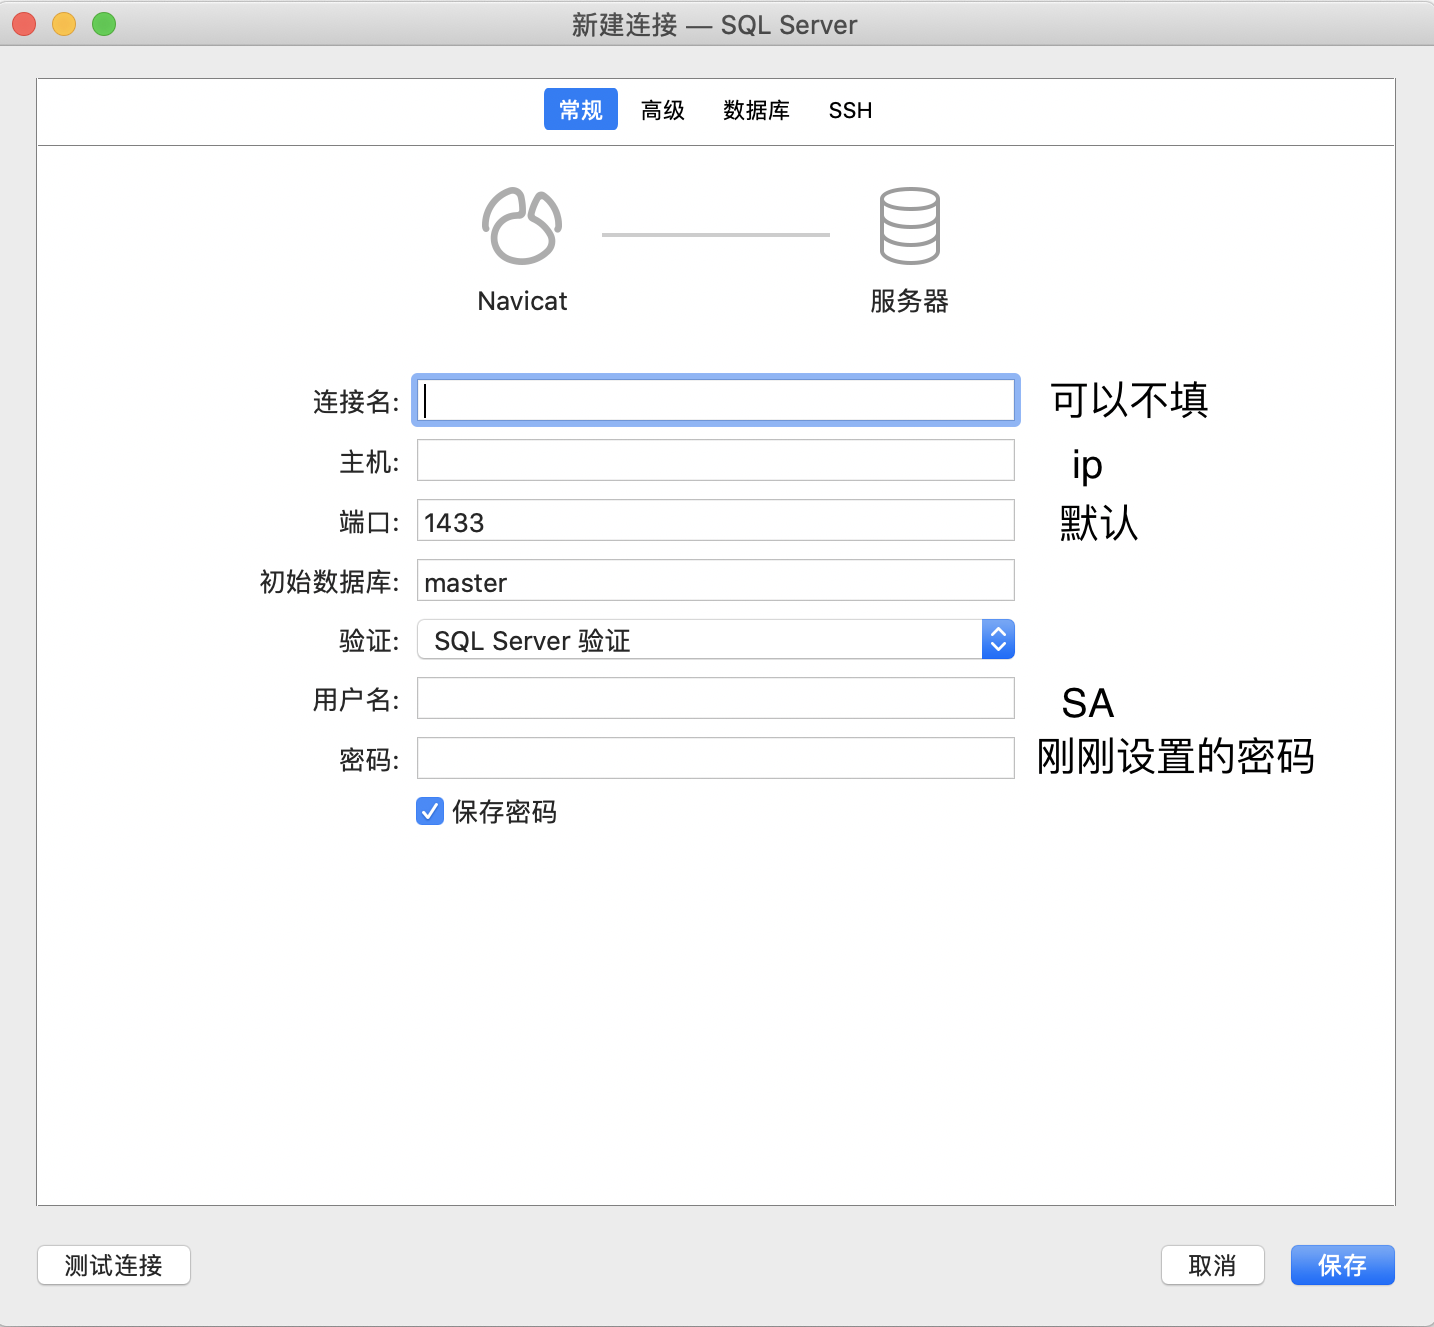 新建连接 — SQL Server
常规 高级 数据库 SSH
Navicat 服务器
连接名: 可以不填
主机: ip
端口: 1433 默认
初始数据库: master
验证: SQL Server 验证
用户名: SA
密码: 刚刚设置的密码
保存密码
测试连接 取消 保存